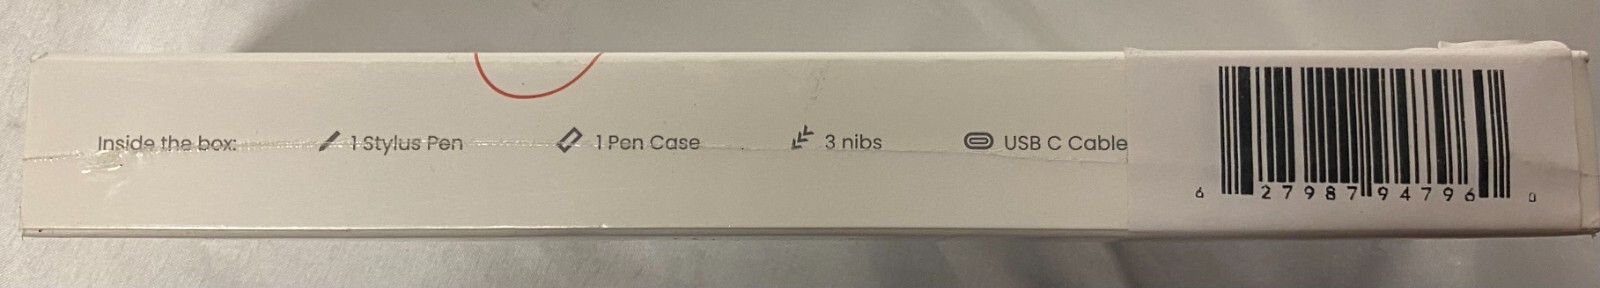 Inside the box: 1 Stylus Pen 1 Pen Case 3 nibs USB C Cable
6 27987 94796 0